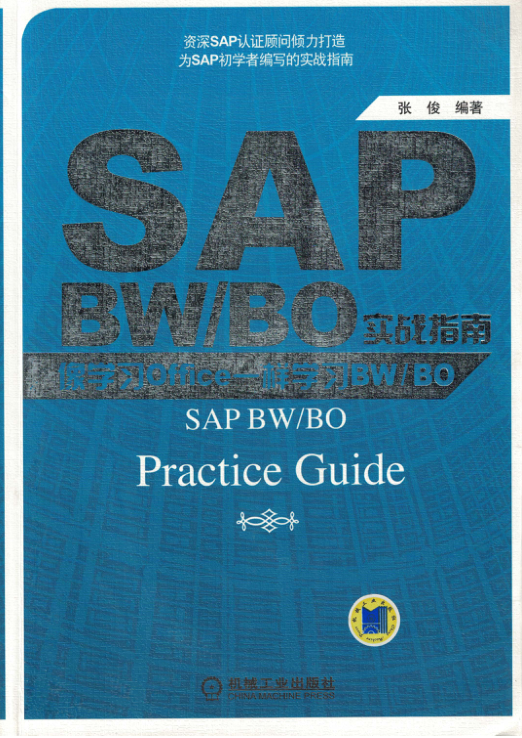 资深SAP认证顾问倾力打造
为SAP初学者编写的实战指南
张 俊 编著
SAP
BW/BO 实战指南
像学习Office一样学习BW/BO
SAP BW/BO
Practice Guide
机械工业出版社
CHINA MACHINE PRESS